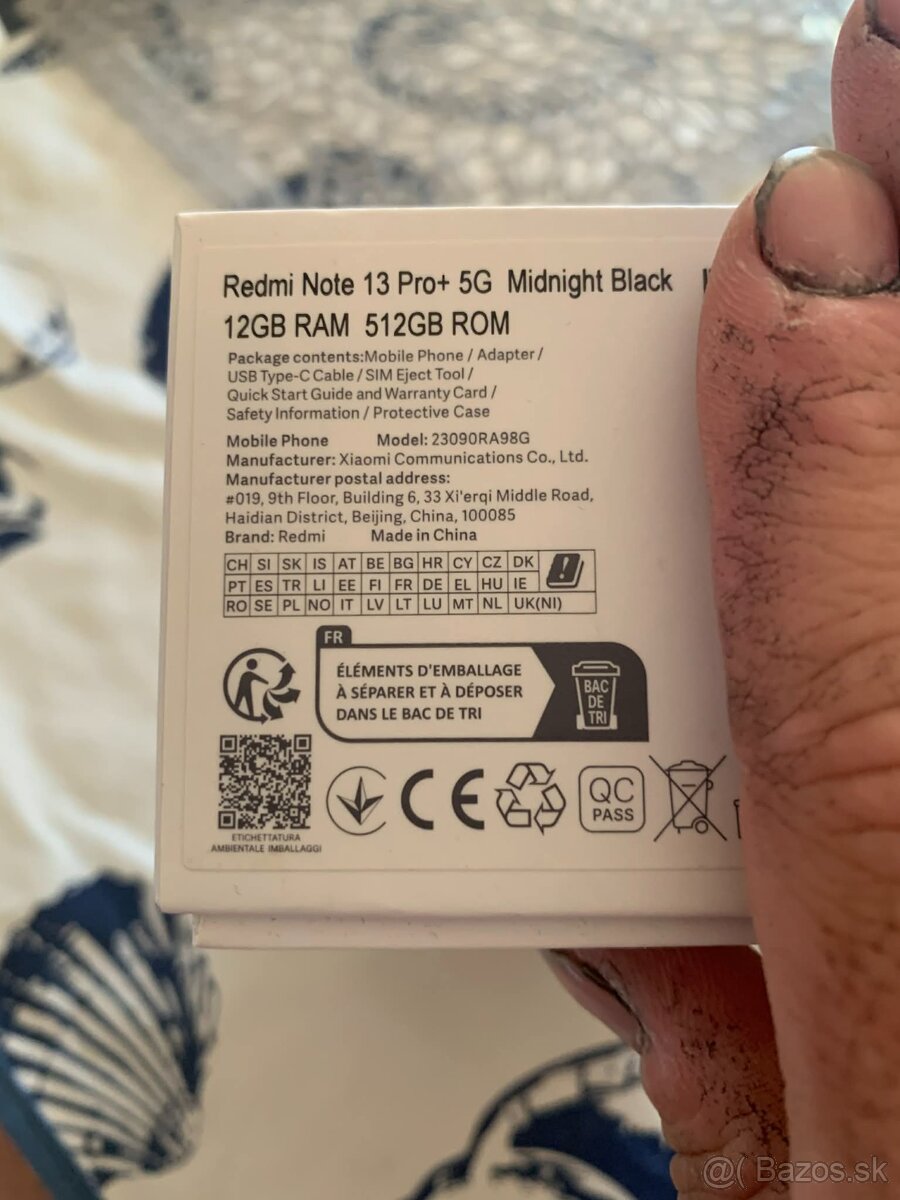 Redmi Note 13 Pro+ 5G Midnight Black
12GB RAM 512GB ROM
Package contents:Mobile Phone / Adapter /
USB Type-C Cable / SIM Eject Tool /
Quick Start Guide and Warranty Card /
Safety Information / Protective Case
Mobile Phone Model: 23090RA98G
Manufacturer: Xiaomi Communications Co., Ltd.
Manufacturer postal address:
#019, 9th Floor, Building 6, 33 Xi'erqi Middle Road,
Haidian District, Beijing, China, 100085
Brand: Redmi Made in China
CH SI SK IS AT BE BG HR CY CZ DK
PT ES TR LI EE FI FR DE EL HU IE
RO SE PL NO IT LV LT LU MT NL UK(NI)
FR
ÉLÉMENTS D'EMBALLAGE
À SÉPARER ET À DÉPOSER
DANS LE BAC DE TRI
BAC
DE
TRI
CE
QC
PASS
ETICHETTATURA
AMBIENTALE IMBALLAGGI
@( Bazos.sk